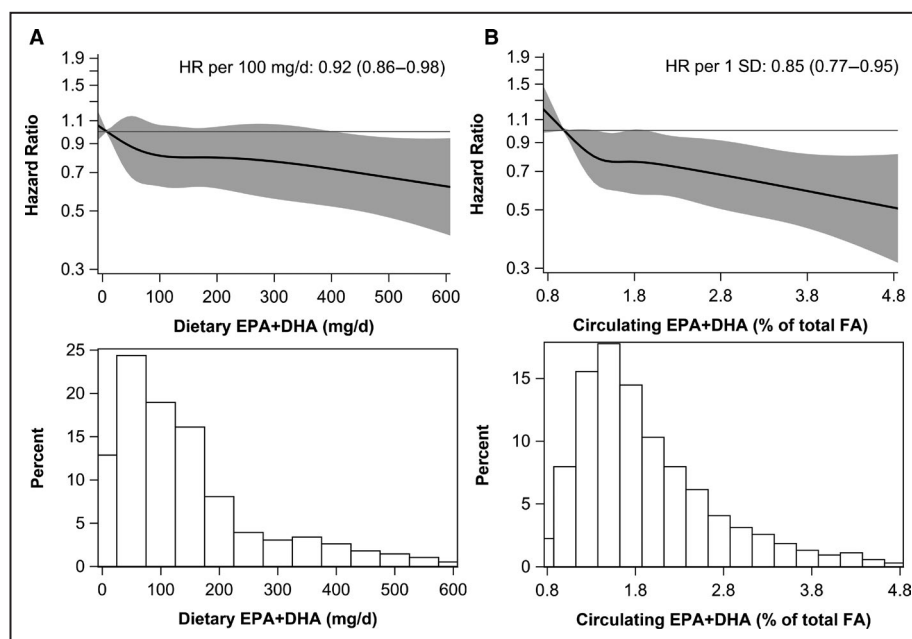 A
HR per 100 mg/d: 0.92 (0.86–0.98)
Hazard Ratio
1.9
1.5
1.1
0.9
0.7
0.5
0.3
0 100 200 300 400 500 600
Dietary EPA+DHA (mg/d)
B
HR per 1 SD: 0.85 (0.77–0.95)
Hazard Ratio
1.9
1.5
1.1
0.9
0.7
0.5
0.3
0.8 1.8 2.8 3.8 4.8
Circulating EPA+DHA (% of total FA)
Percent
25
20
15
10
5
0
0 100 200 300 400 500 600
Dietary EPA+DHA (mg/d)
Percent
15
10
5
0
0.8 1.8 2.8 3.8 4.8
Circulating EPA+DHA (% of total FA)